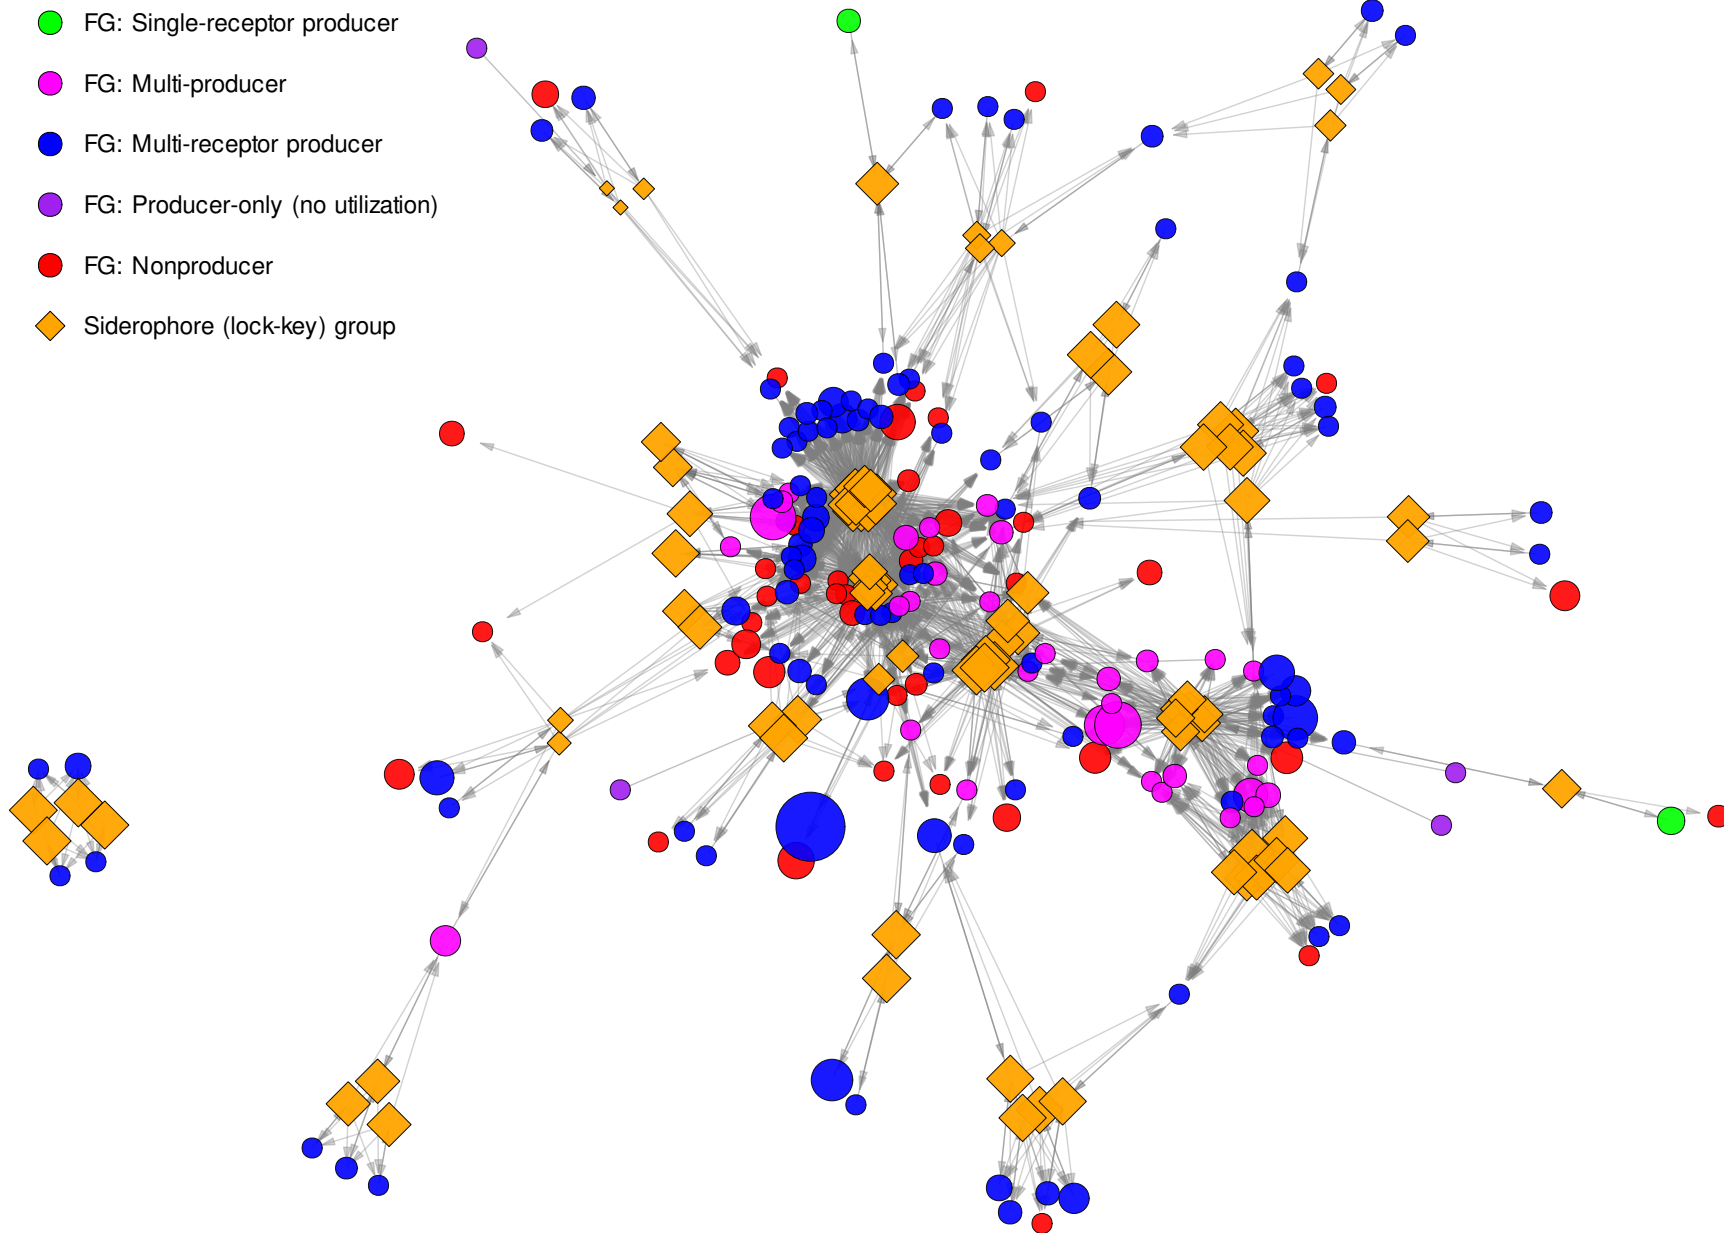 FG: Single-receptor producer
FG: Multi-producer
FG: Multi-receptor producer
FG: Producer-only (no utilization)
FG: Nonproducer
Siderophore (lock-key) group